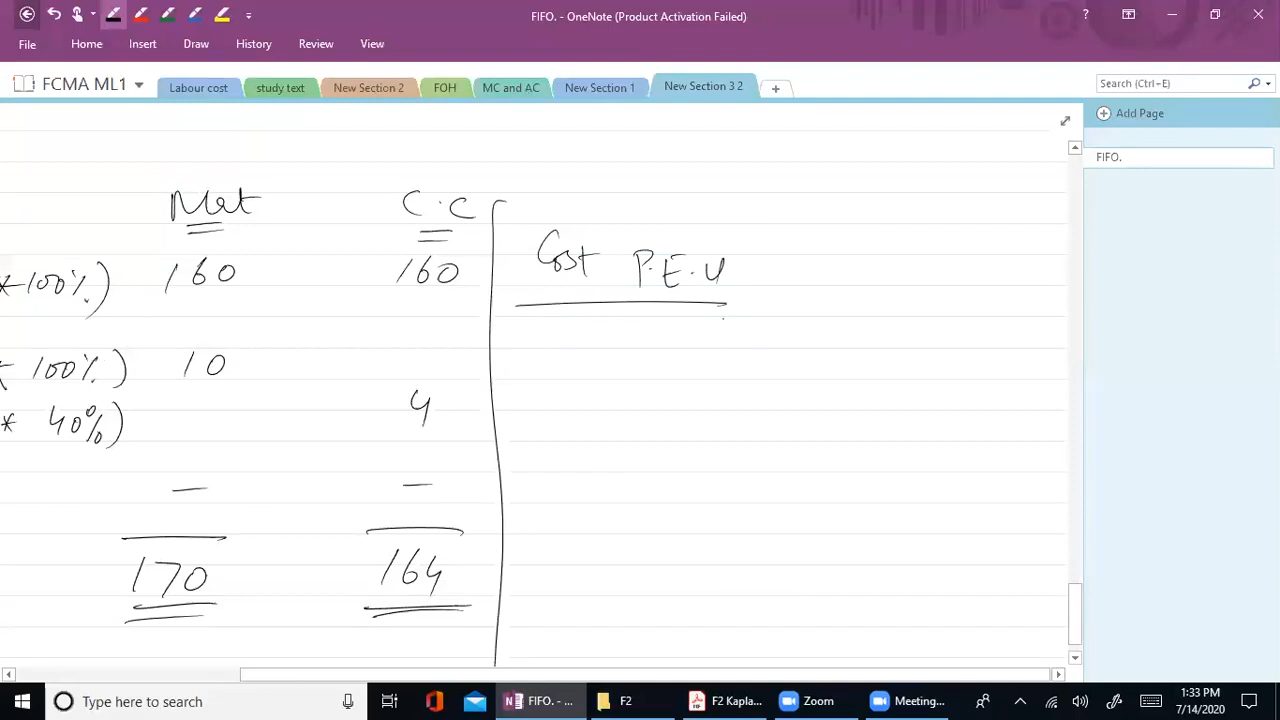 FIFO. - OneNote (Product Activation Failed)
?
File Home Insert Draw History Review View
FCMA ML1
Labour cost study text New Section 2 FOH MC and AC New Section 1 New Section 3 2 +
Search (Ctrl+E)
Add Page
FIFO.
Mat C.C
Cost P.E.U
*100%) 160 160
* 100%) 10
* 40%) 4
— —
170 164
Type here to search
FIFO. - ... F2 F2 Kapla... Zoom Meeting...
1:33 PM
7/14/2020